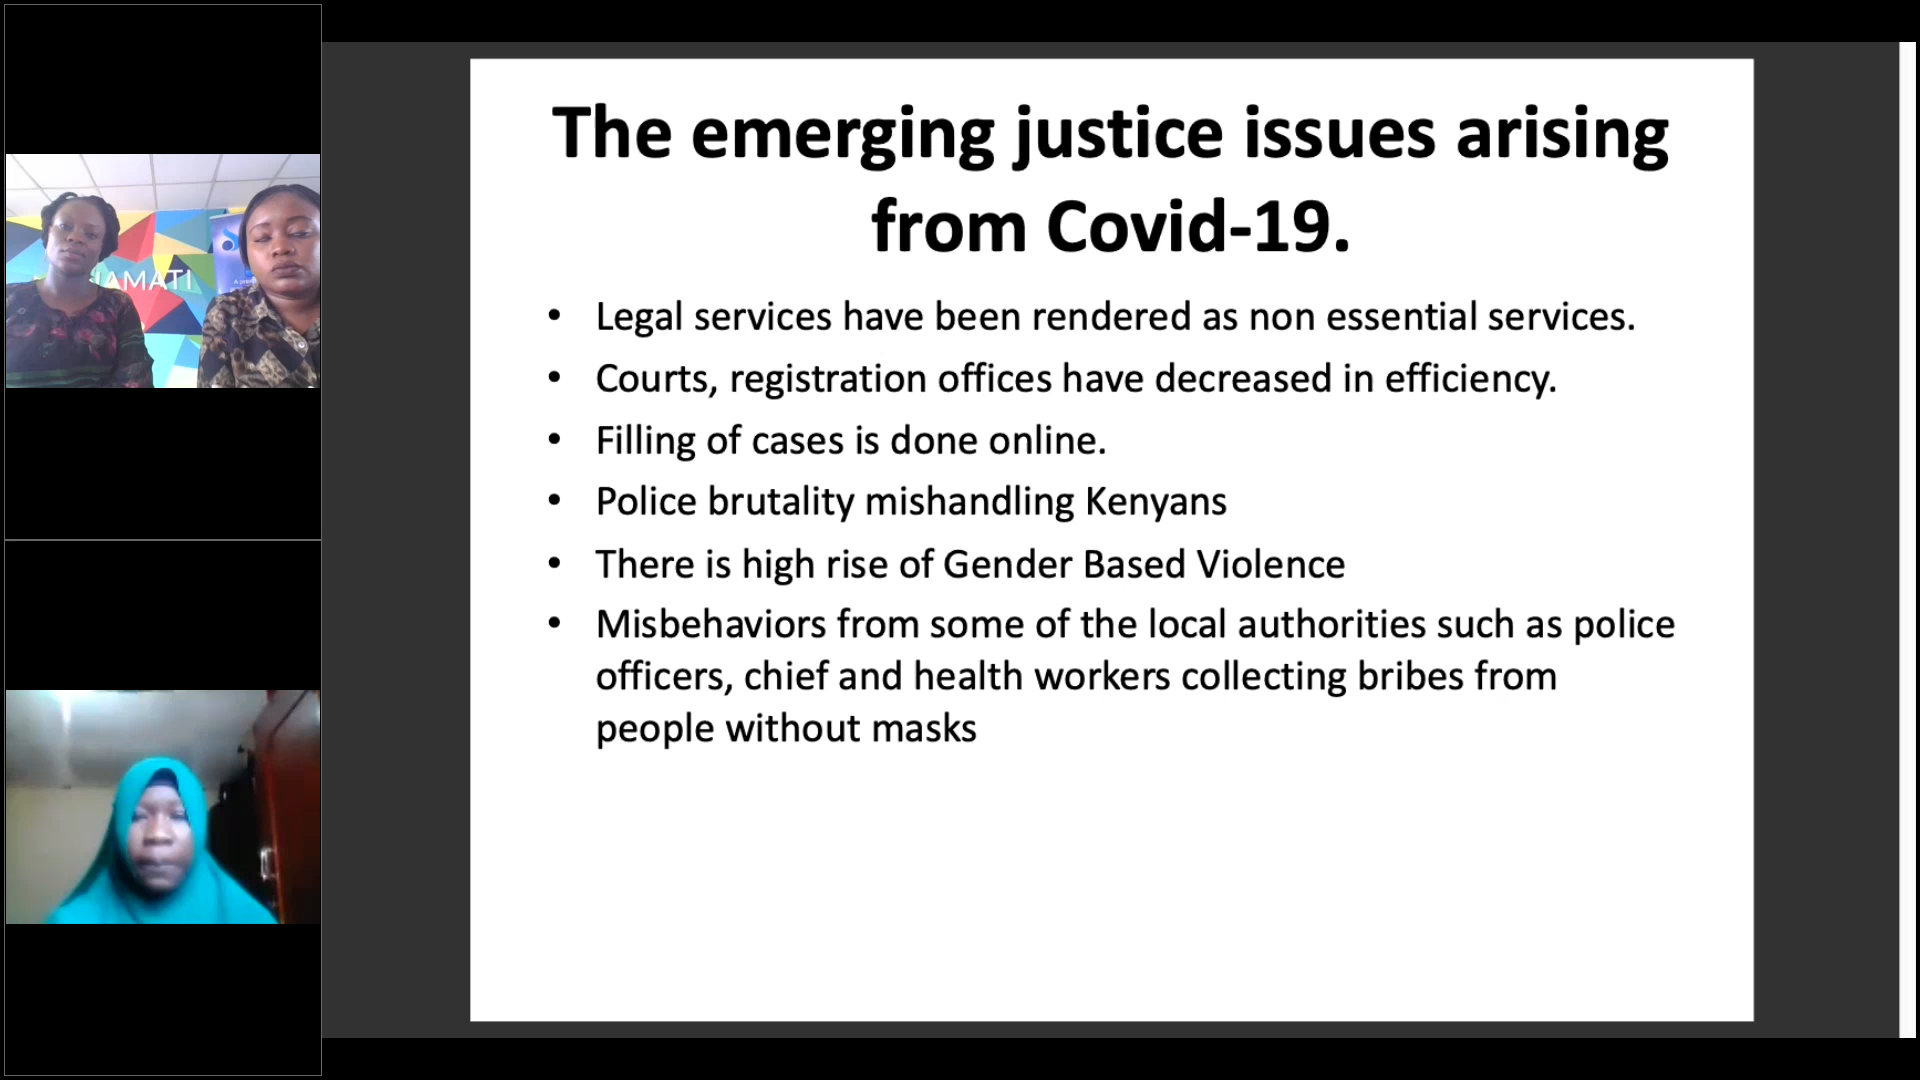 The emerging justice issues arising
from Covid-19.
• Legal services have been rendered as non essential services.
• Courts, registration offices have decreased in efficiency.
• Filling of cases is done online.
• Police brutality mishandling Kenyans
• There is high rise of Gender Based Violence
• Misbehaviors from some of the local authorities such as police
officers, chief and health workers collecting bribes from
people without masks